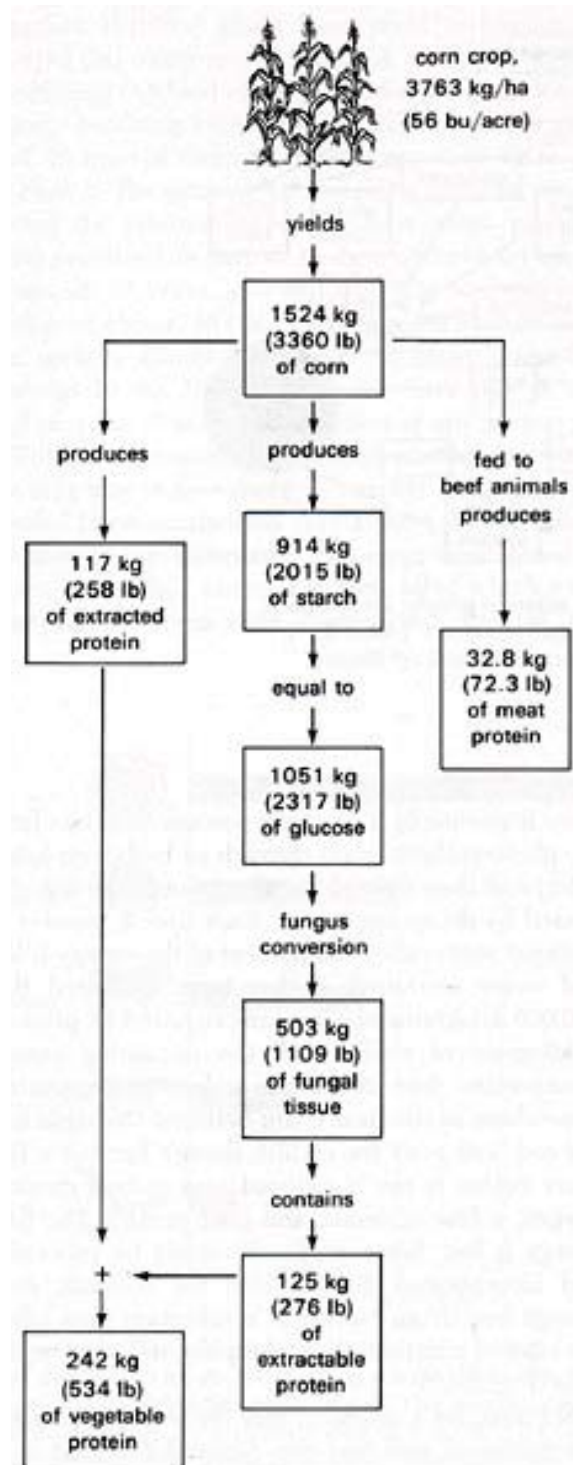 corn crop,
3763 kg/ha
(56 bu/acre)
yields
1524 kg
(3360 lb)
of corn
produces
produces
fed to
beef animals
produces
117 kg
(258 lb)
of extracted
protein
914 kg
(2015 lb)
of starch
32.8 kg
(72.3 lb)
of meat
protein
equal to
1051 kg
(2317 lb)
of glucose
fungus
conversion
503 kg
(1109 lb)
of fungal
tissue
contains
+
125 kg
(276 lb)
of
extractable
protein
242 kg
(534 lb)
of vegetable
protein